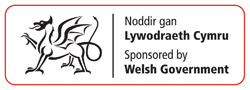 Noddir gan
Lywodraeth Cymru
Sponsored by
Welsh Government